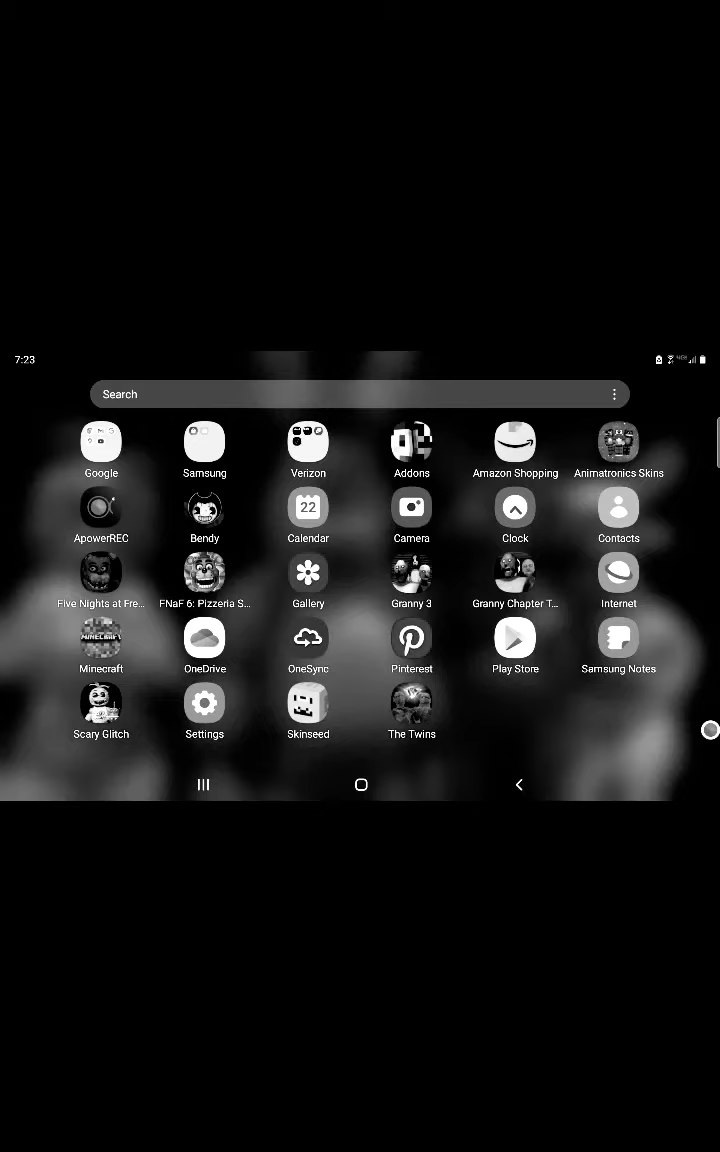 7:23
Search
Google Samsung Verizon Addons Amazon Shopping Animatronics Skins
22
ApowerREC Bendy Calendar Camera Clock Contacts
Five Nights at Fre... FNaF 6: Pizzeria S... Gallery Granny 3 Granny Chapter T... Internet
MINECRAFT
Minecraft OneDrive OneSync Pinterest Play Store Samsung Notes
Scary Glitch Settings Skinseed The Twins